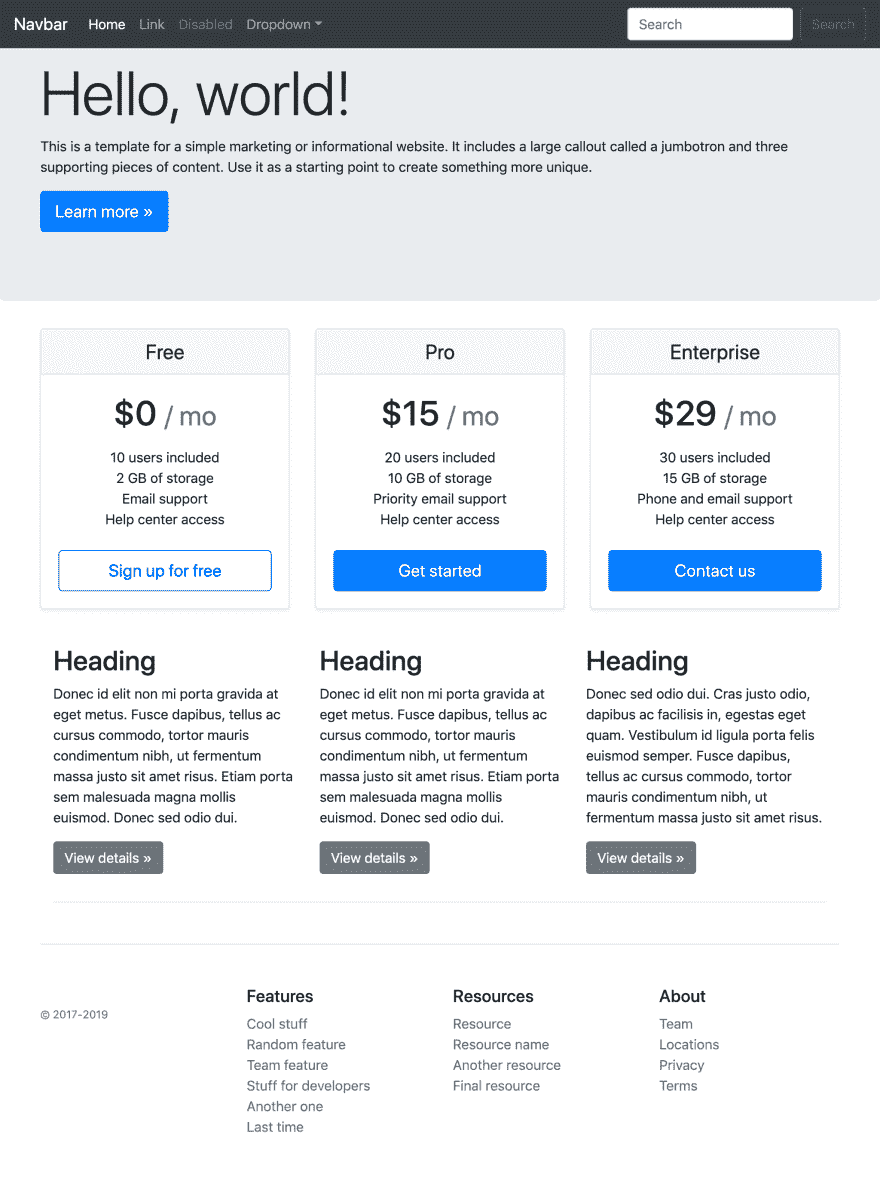 Navbar Home Link Disabled Dropdown Search Search
Hello, world!
This is a template for a simple marketing or informational website. It includes a large callout called a jumbotron and three
supporting pieces of content. Use it as a starting point to create something more unique.
Learn more »
Free
$0 / mo
10 users included
2 GB of storage
Email support
Help center access
Sign up for free
Pro
$15 / mo
20 users included
10 GB of storage
Priority email support
Help center access
Get started
Enterprise
$29 / mo
30 users included
15 GB of storage
Phone and email support
Help center access
Contact us
Heading
Donec id elit non mi porta gravida at
eget metus. Fusce dapibus, tellus ac
cursus commodo, tortor mauris
condimentum nibh, ut fermentum
massa justo sit amet risus. Etiam porta
sem malesuada magna mollis
euismod. Donec sed odio dui.
View details »
Heading
Donec id elit non mi porta gravida at
eget metus. Fusce dapibus, tellus ac
cursus commodo, tortor mauris
condimentum nibh, ut fermentum
massa justo sit amet risus. Etiam porta
sem malesuada magna mollis
euismod. Donec sed odio dui.
View details »
Heading
Donec sed odio dui. Cras justo odio,
dapibus ac facilisis in, egestas eget
quam. Vestibulum id ligula porta felis
euismod semper. Fusce dapibus,
tellus ac cursus commodo, tortor
mauris condimentum nibh, ut
fermentum massa justo sit amet risus.
View details »
© 2017-2019
Features
Cool stuff
Random feature
Team feature
Stuff for developers
Another one
Last time
Resources
Resource
Resource name
Another resource
Final resource
About
Team
Locations
Privacy
Terms